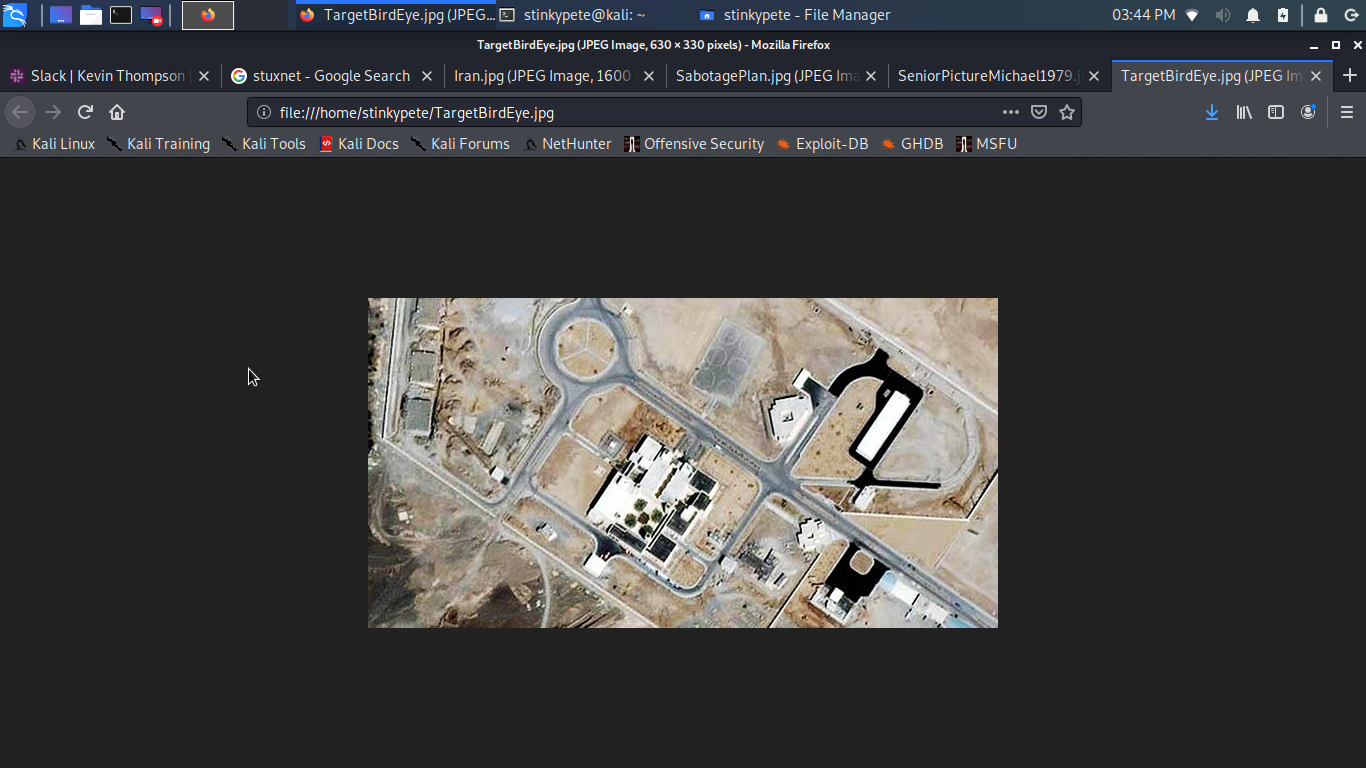 TargetBirdEye.jpg (JPEG... stinkypete@kali: ~ stinkypete - File Manager 03:44 PM
TargetBirdEye.jpg (JPEG Image, 630 × 330 pixels) - Mozilla Firefox
Slack | Kevin Thompson | stuxnet - Google Search Iran.jpg (JPEG Image, 1600 SabotagePlan.jpg (JPEG Ima SeniorPictureMichael1979.j TargetBirdEye.jpg (JPEG Im
file:///home/stinkypete/TargetBirdEye.jpg
Kali Linux Kali Training Kali Tools Kali Docs Kali Forums NetHunter Offensive Security Exploit-DB GHDB MSFU